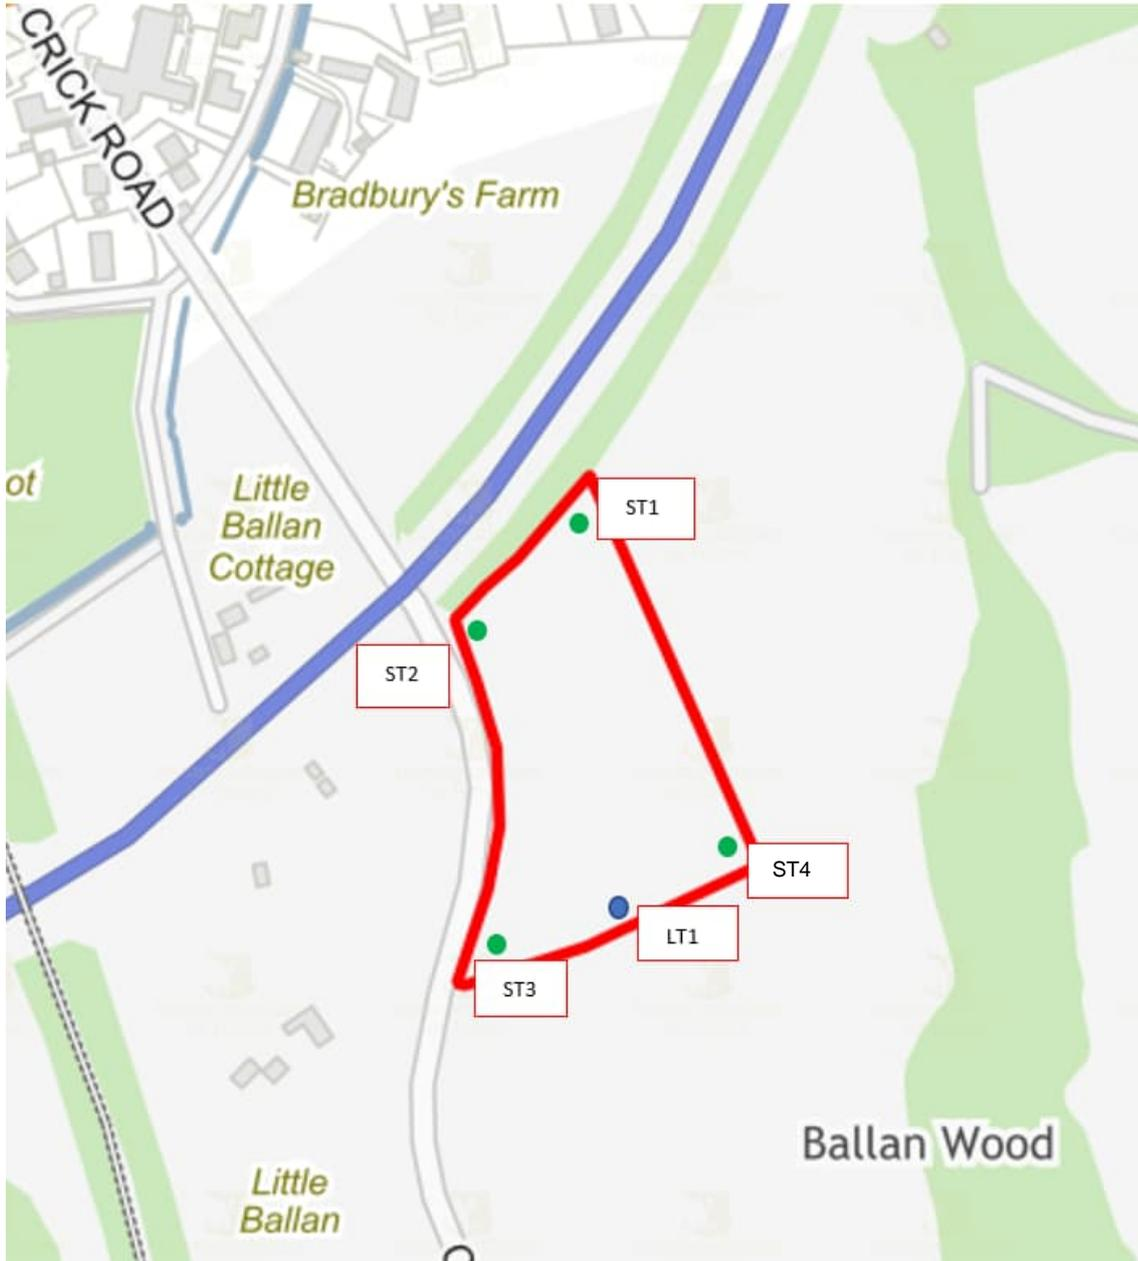 CRICK ROAD
Bradbury's Farm
ot
Little
Ballan
Cottage
ST1
ST2
ST4
LT1
ST3
Ballan Wood
Little
Ballan